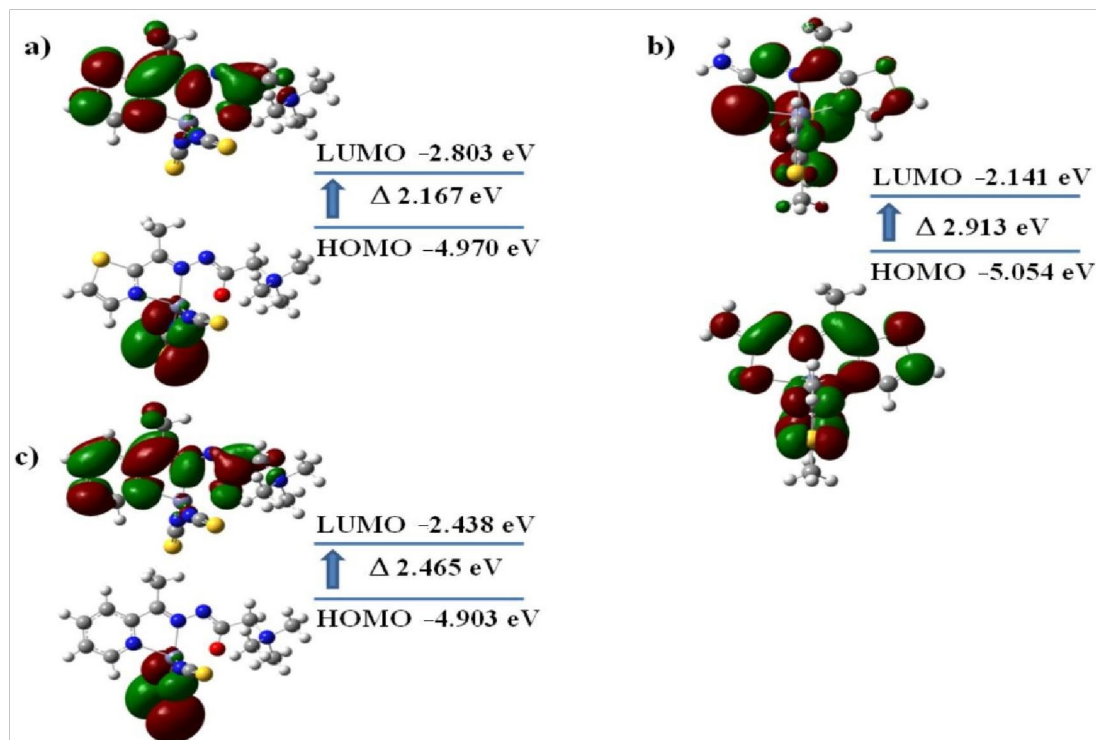 a)
LUMO -2.803 eV
Δ 2.167 eV
HOMO -4.970 eV
b)
LUMO -2.141 eV
Δ 2.913 eV
HOMO -5.054 eV
c)
LUMO -2.438 eV
Δ 2.465 eV
HOMO -4.903 eV